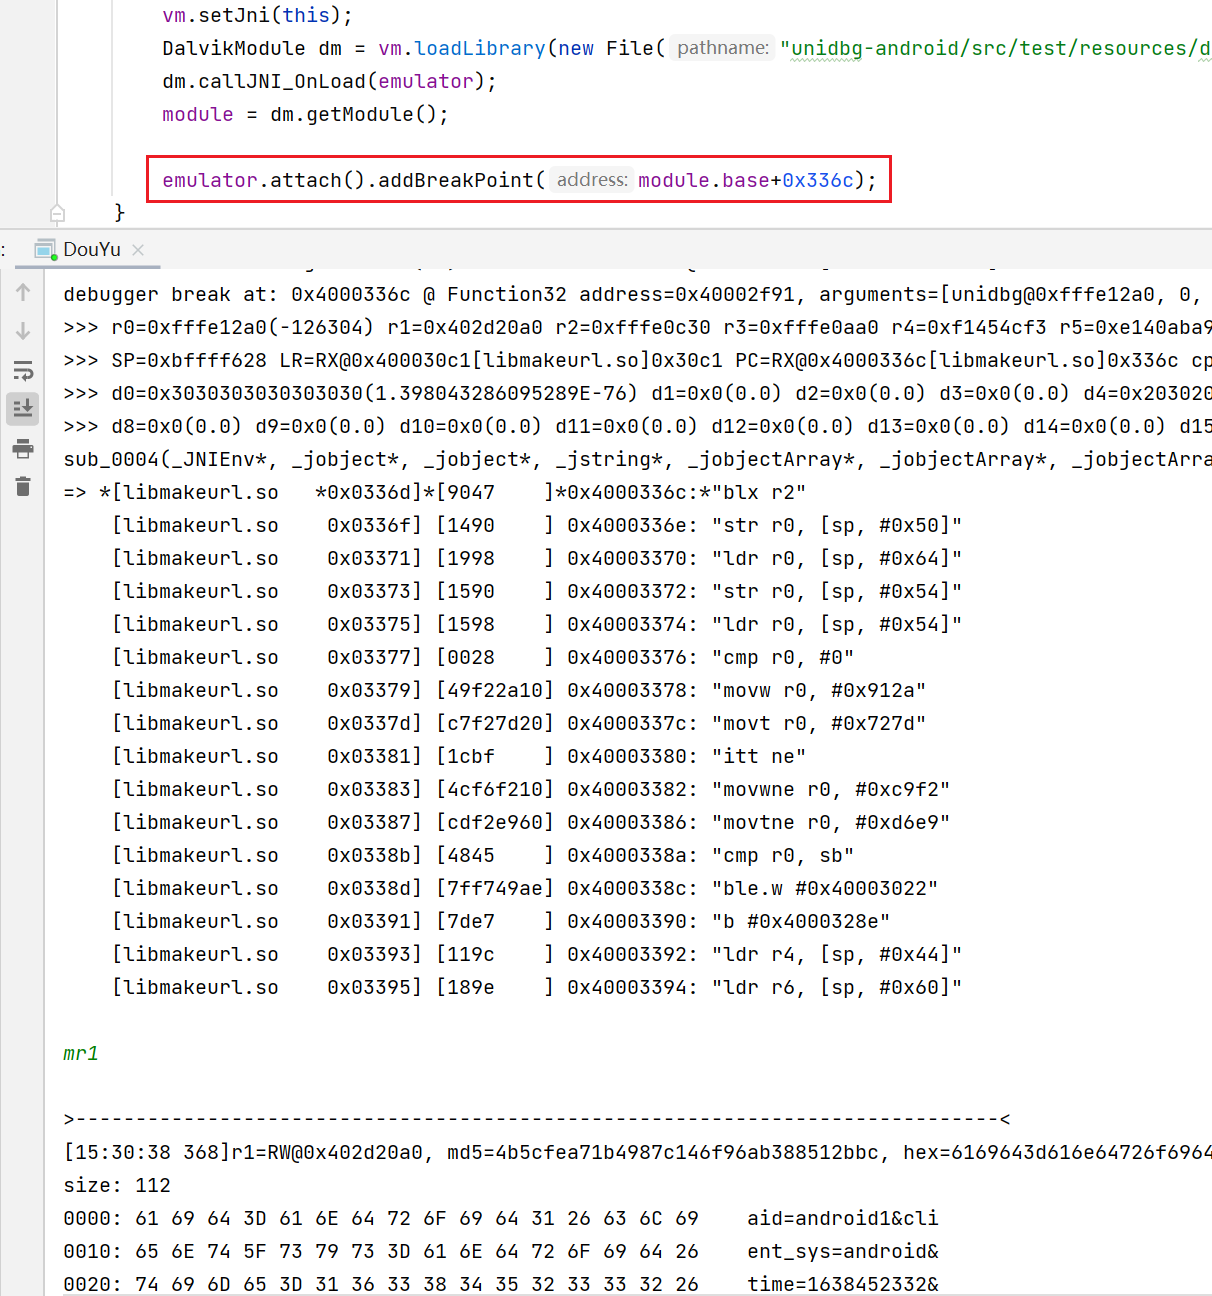 vm.setJni(this);
DalvikModule dm = vm.loadLibrary(new File( pathname: "unidbg-android/src/test/resources/d
dm.callJNI_OnLoad(emulator);
module = dm.getModule();
emulator.attach().addBreakPoint( address: module.base+0x336c);
}
: DouYu ×
debugger break at: 0x4000336c @ Function32 address=0x40002f91, arguments=[unidbg@0xfffe12a0, 0,
>>> r0=0xfffe12a0(-126304) r1=0x402d20a0 r2=0xfffe0c30 r3=0xfffe0aa0 r4=0xf1454cf3 r5=0xe140aba9
>>> SP=0xbffff628 LR=RX@0x400030c1[libmakeurl.so]0x30c1 PC=RX@0x4000336c[libmakeurl.so]0x336c cp
>>> d0=0x3030303030303030(1.398043286095289E-76) d1=0x0(0.0) d2=0x0(0.0) d3=0x0(0.0) d4=0x203020
>>> d8=0x0(0.0) d9=0x0(0.0) d10=0x0(0.0) d11=0x0(0.0) d12=0x0(0.0) d13=0x0(0.0) d14=0x0(0.0) d15
sub_0004(_JNIEnv*, _jobject*, _jobject*, _jstring*, _jobjectArray*, _jobjectArray*, _jobjectArra
=> *[libmakeurl.so   *0x0336d]*[9047    ]*0x4000336c:*"blx r2"
[libmakeurl.so    0x0336f] [1490    ] 0x4000336e: "str r0, [sp, #0x50]"
[libmakeurl.so    0x03371] [1998    ] 0x40003370: "ldr r0, [sp, #0x64]"
[libmakeurl.so    0x03373] [1590    ] 0x40003372: "str r0, [sp, #0x54]"
[libmakeurl.so    0x03375] [1598    ] 0x40003374: "ldr r0, [sp, #0x54]"
[libmakeurl.so    0x03377] [0028    ] 0x40003376: "cmp r0, #0"
[libmakeurl.so    0x03379] [49f22a10] 0x40003378: "movw r0, #0x912a"
[libmakeurl.so    0x0337d] [c7f27d20] 0x4000337c: "movt r0, #0x727d"
[libmakeurl.so    0x03381] [1cbf    ] 0x40003380: "itt ne"
[libmakeurl.so    0x03383] [4cf6f210] 0x40003382: "movwne r0, #0xc9f2"
[libmakeurl.so    0x03387] [cdf2e960] 0x40003386: "movtne r0, #0xd6e9"
[libmakeurl.so    0x0338b] [4845    ] 0x4000338a: "cmp r0, sb"
[libmakeurl.so    0x0338d] [7ff749ae] 0x4000338c: "ble.w #0x40003022"
[libmakeurl.so    0x03391] [7de7    ] 0x40003390: "b #0x4000328e"
[libmakeurl.so    0x03393] [119c    ] 0x40003392: "ldr r4, [sp, #0x44]"
[libmakeurl.so    0x03395] [189e    ] 0x40003394: "ldr r6, [sp, #0x60]"
mr1
>-----------------------------------------------------------------------------<
[15:30:38 368]r1=RW@0x402d20a0, md5=4b5cfea71b4987c146f96ab388512bbc, hex=6169643d616e64726f6964
size: 112
0000: 61 69 64 3D 61 6E 64 72 6F 69 64 31 26 63 6C 69    aid=android1&cli
0010: 65 6E 74 5F 73 79 73 3D 61 6E 64 72 6F 69 64 26    ent_sys=android&
0020: 74 69 6D 65 3D 31 36 33 38 34 35 32 33 33 32 26    time=1638452332&